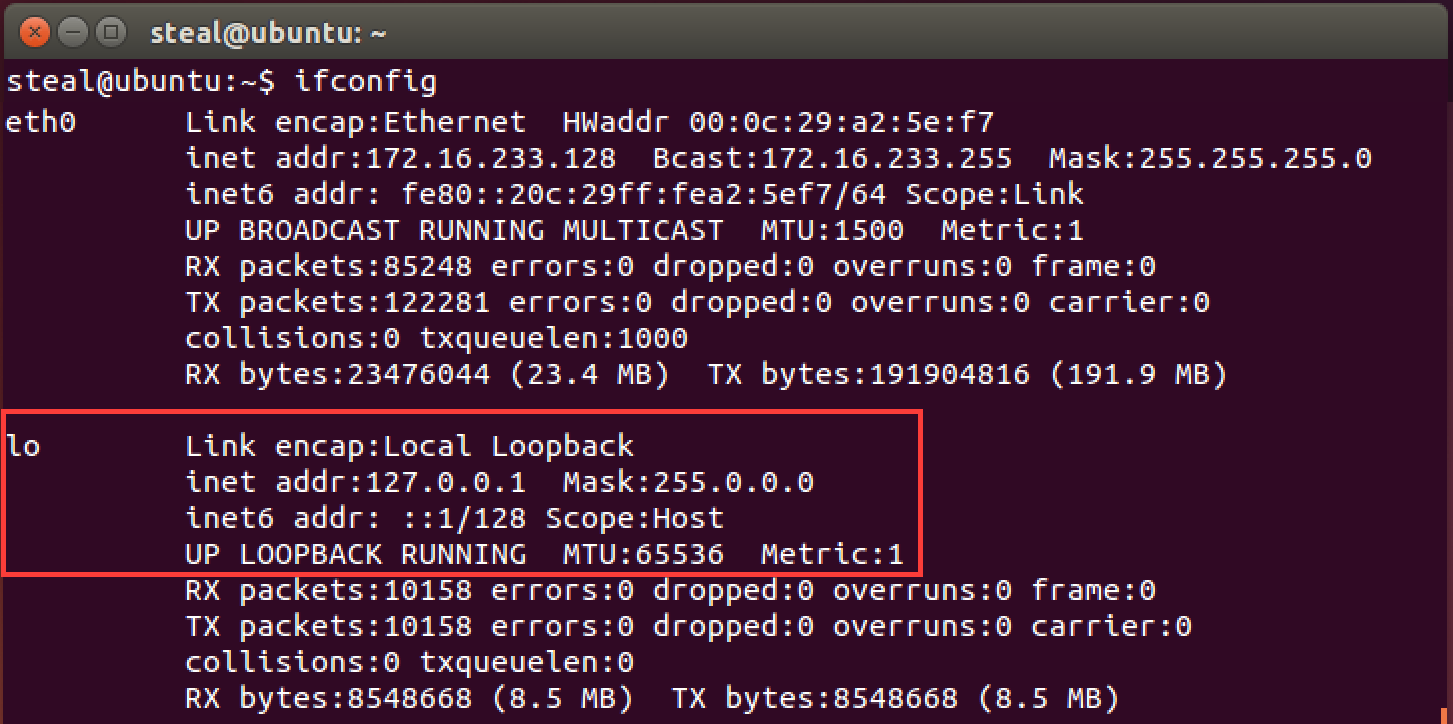 steal@ubuntu: ~
steal@ubuntu:~$ ifconfig
eth0      Link encap:Ethernet  HWaddr 00:0c:29:a2:5e:f7
          inet addr:172.16.233.128  Bcast:172.16.233.255  Mask:255.255.255.0
          inet6 addr: fe80::20c:29ff:fea2:5ef7/64 Scope:Link
          UP BROADCAST RUNNING MULTICAST  MTU:1500  Metric:1
          RX packets:85248 errors:0 dropped:0 overruns:0 frame:0
          TX packets:122281 errors:0 dropped:0 overruns:0 carrier:0
          collisions:0 txqueuelen:1000
          RX bytes:23476044 (23.4 MB)  TX bytes:191904816 (191.9 MB)
lo        Link encap:Local Loopback
          inet addr:127.0.0.1  Mask:255.0.0.0
          inet6 addr: ::1/128 Scope:Host
          UP LOOPBACK RUNNING  MTU:65536  Metric:1
          RX packets:10158 errors:0 dropped:0 overruns:0 frame:0
          TX packets:10158 errors:0 dropped:0 overruns:0 carrier:0
          collisions:0 txqueuelen:0
          RX bytes:8548668 (8.5 MB)  TX bytes:8548668 (8.5 MB)